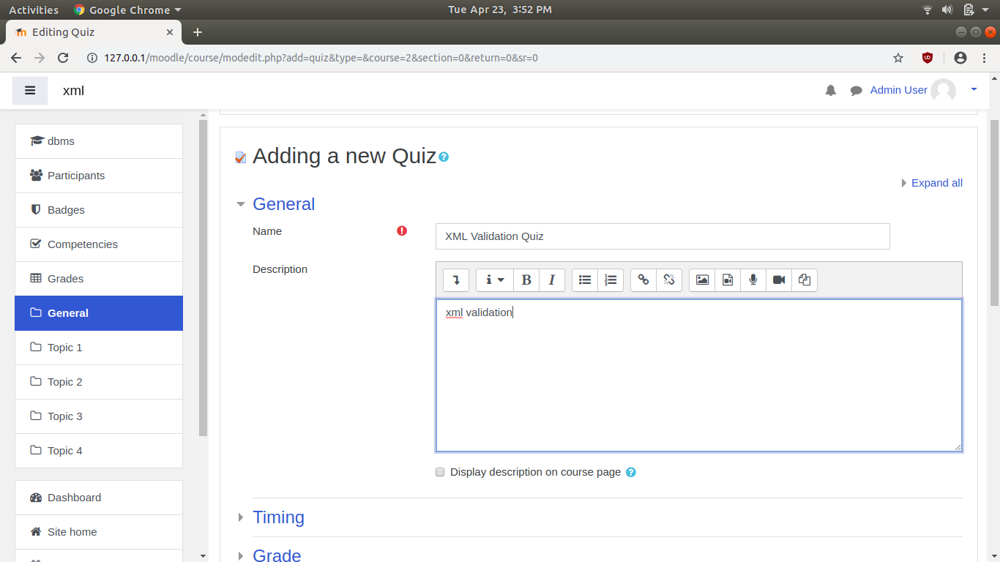 Activities
Google Chrome
Tue Apr 23, 3:52 PM
Editing Quiz
127.0.0.1/moodle/course/modedit.php?add=quiz&type=&course=2&section=0&return=0&sr=0
xml
Admin User
dbms
Participants
Badges
Competencies
Grades
General
Topic 1
Topic 2
Topic 3
Topic 4
Dashboard
Site home
Adding a new Quiz
Expand all
General
Name
XML Validation Quiz
Description
B I
xml validation
Display description on course page
Timing
Grade